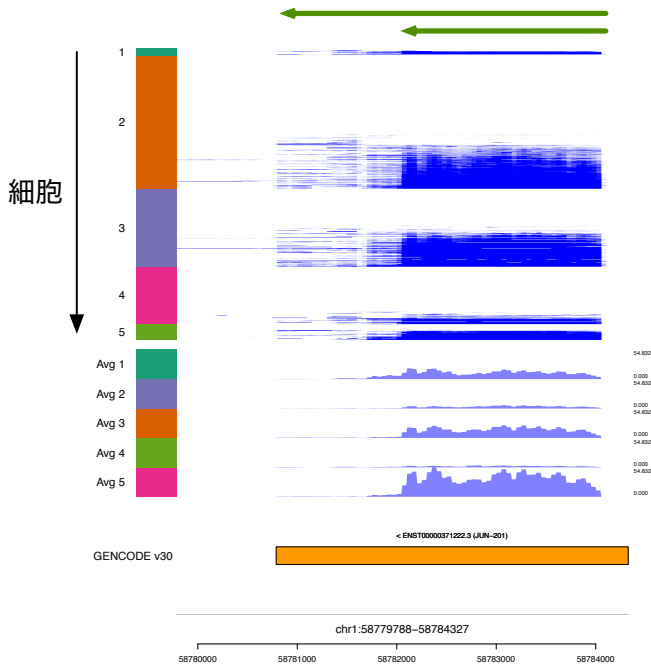 1
2
細胞
3
4
5
54.832
Avg 1
0.000
54.832
Avg 2
0.000
54.832
Avg 3
0.000
54.832
Avg 4
0.000
54.832
Avg 5
0.000
< ENST00000371222.3 (JUN−201)
GENCODE v30
chr1:58779788−58784327
58780000 58781000 58782000 58783000 58784000